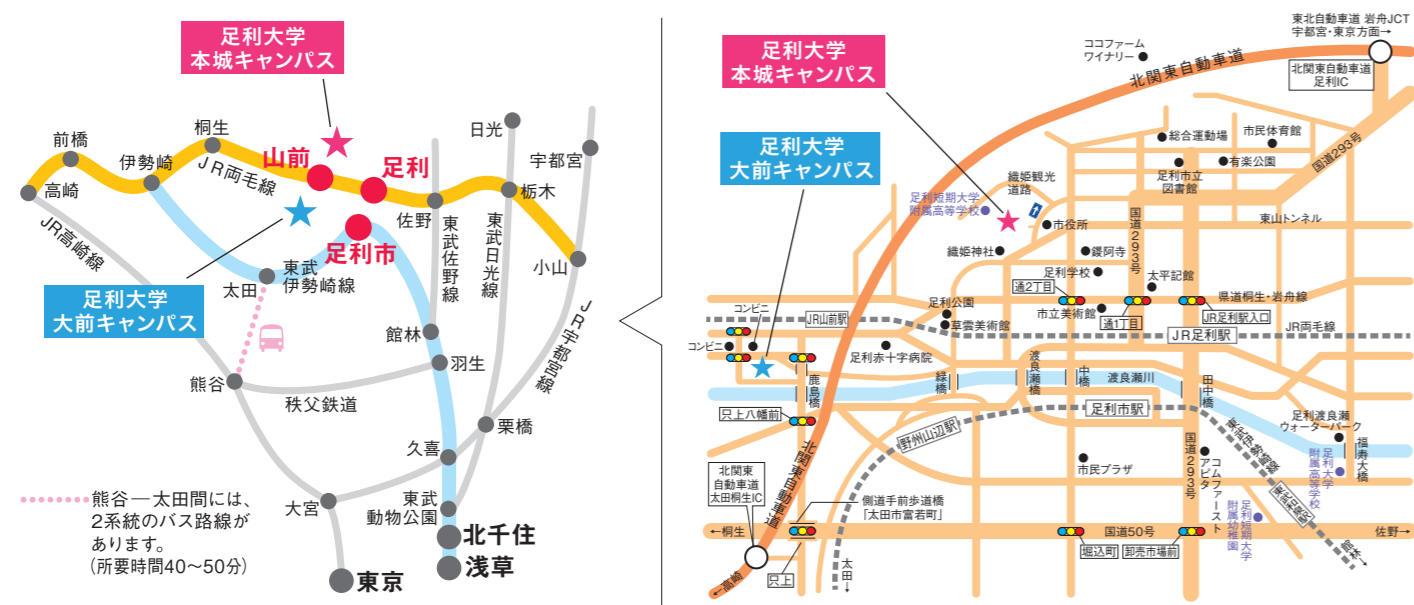 足利大学
本城キャンパス
前橋
高崎
伊勢崎
桐生
JR両毛線
山前
足利
足利市
佐野
日光
宇都宮
栃木
小山
JR高崎線
東武
伊勢崎線
太田
東武佐野線
東武日光線
JR宇都宮線
足利大学
大前キャンパス
館林
羽生
熊谷
秩父鉄道
栗橋
久喜
大宮
東武
動物公園
北千住
浅草
東京
熊谷―太田間には、
2系統のバス路線が
あります。
(所要時間40〜50分)
足利大学
本城キャンパス
足利大学
大前キャンパス
東北自動車道 岩舟JCT
宇都宮・東京方面→
北関東自動車道
足利IC
ココファーム
ワイナリー
北関東自動車道
総合運動場
市民体育館
有楽公園
足利市立
図書館
国道293号
織姫観光
道路
足利短期大学
附属高等学校
市役所
国道293号
東山トンネル
織姫神社
鑁阿寺
足利学校
太平記館
通2丁目
県道桐生・岩舟線
市立美術館
通1丁目
JR足利駅入口
足利公園
草雲美術館
コンビニ
コンビニ
JR山前駅
JR足利駅
JR両毛線
足利赤十字病院
鹿島橋
緑橋
渡良瀬橋
中橋
渡良瀬川
田中橋
只上八幡前
足利市駅
野州山辺駅
東武伊勢崎線
足利渡良瀬
ウォーターパーク
福寿大橋
足利大学
附属高等学校
市民プラザ
国道293号
アピタ
コムファースト
足利短期大学
附属幼稚園
館林→
北関東
自動車道
太田桐生IC
北関東自動車道
側道手前歩道橋
「太田市富若町」
←桐生
国道50号
佐野→
堀込町
卸売市場前
只上
太田→
←高崎